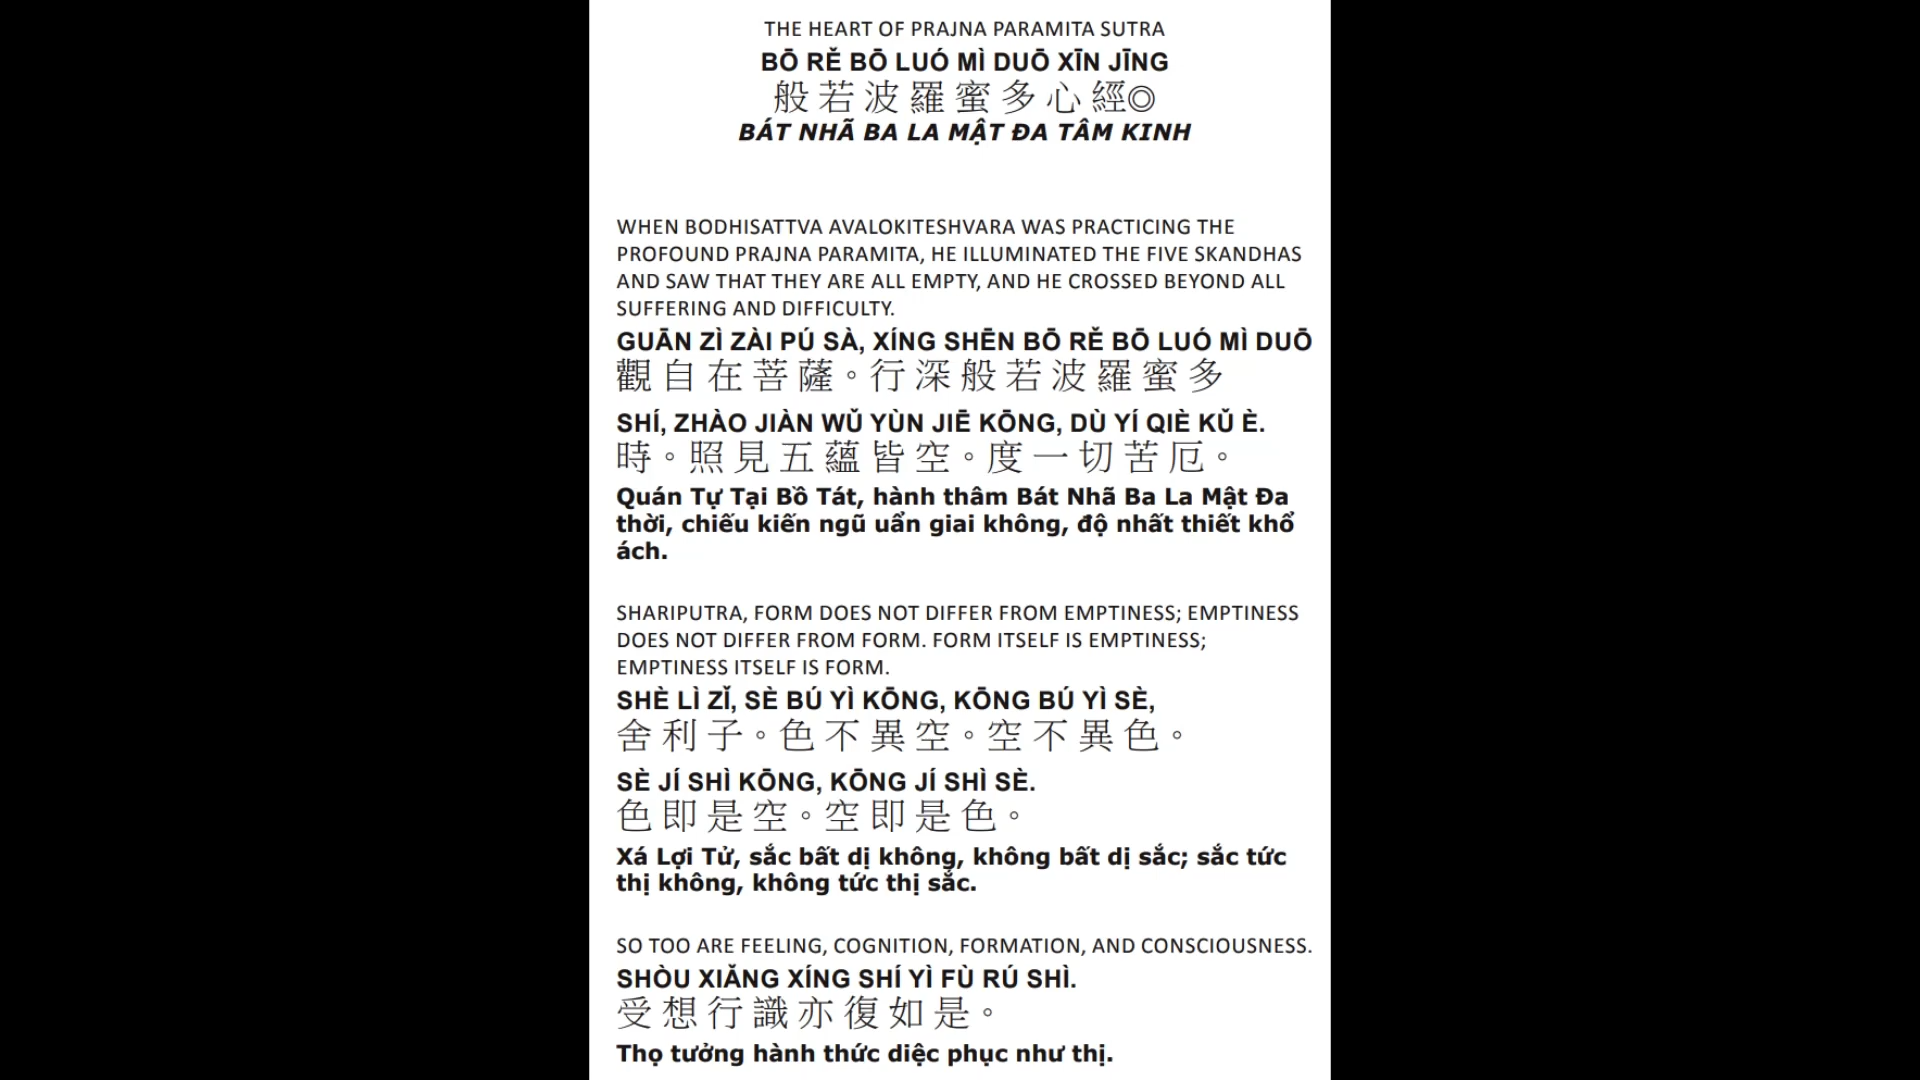 THE HEART OF PRAJNA PARAMITA SUTRA
BŌ RĚ BŌ LUÓ MÌ DUŌ XĪN JĪNG
般若波羅蜜多心經◎
BÁT NHÃ BA LA MẬT ĐA TÂM KINH
WHEN BODHISATTVA AVALOKITESHVARA WAS PRACTICING THE
PROFOUND PRAJNA PARAMITA, HE ILLUMINATED THE FIVE SKANDHAS
AND SAW THAT THEY ARE ALL EMPTY, AND HE CROSSED BEYOND ALL
SUFFERING AND DIFFICULTY.
GUĀN ZÌ ZÀI PÚ SÀ, XÍNG SHĒN BŌ RĚ BŌ LUÓ MÌ DUŌ
觀自在菩薩。行深般若波羅蜜多
SHÍ, ZHÀO JIÀN WǓ YÙN JIĒ KŌNG, DÙ YÍ QIÈ KǓ È.
時。照見五蘊皆空。度一切苦厄。
Quán Tự Tại Bồ Tát, hành thâm Bát Nhã Ba La Mật Đa
thời, chiếu kiến ngũ uẩn giai không, độ nhất thiết khổ
ách.
SHARIPUTRA, FORM DOES NOT DIFFER FROM EMPTINESS; EMPTINESS
DOES NOT DIFFER FROM FORM. FORM ITSELF IS EMPTINESS;
EMPTINESS ITSELF IS FORM.
SHÈ LÌ ZǏ, SÈ BÚ YÌ KŌNG, KŌNG BÚ YÌ SÈ,
舍利子。色不異空。空不異色。
SÈ JÍ SHÌ KŌNG, KŌNG JÍ SHÌ SÈ.
色即是空。空即是色。
Xá Lợi Tử, sắc bất dị không, không bất dị sắc; sắc tức
thị không, không tức thị sắc.
SO TOO ARE FEELING, COGNITION, FORMATION, AND CONSCIOUSNESS.
SHÒU XIǍNG XÍNG SHÍ YÌ FÙ RÚ SHÌ.
受想行識亦復如是。
Thọ tưởng hành thức diệc phục như thị.